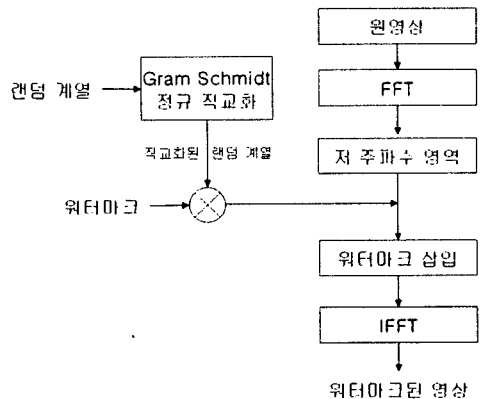 원영상
Gram Schmidt
정규 직교화
랜덤 계열
FFT
직교화된 랜덤 계열
저 주파수 영역
워터마크
워터마크 삽입
IFFT
워터마크된 영상